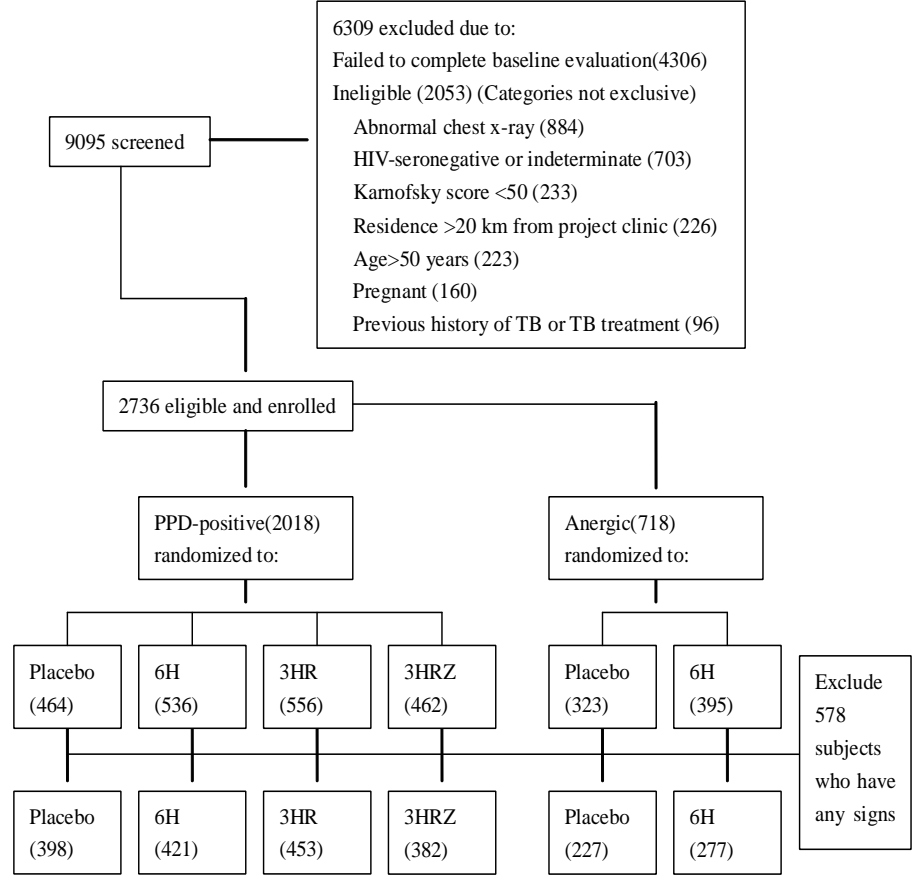 6309 excluded due to:
Failed to complete baseline evaluation(4306)
Ineligible (2053) (Categories not exclusive)
Abnormal chest x-ray (884)
HIV-seronegative or indeterminate (703)
Karnofsky score <50 (233)
Residence >20 km from project clinic (226)
Age>50 years (223)
Pregnant (160)
Previous history of TB or TB treatment (96)
9095 screened
2736 eligible and enrolled
PPD-positive(2018)
randomized to:
Anergic(718)
randomized to:
Placebo
(464)
6H
(536)
3HR
(556)
3HRZ
(462)
Placebo
(323)
6H
(395)
Exclude
578
subjects
who have
any signs
Placebo
(398)
6H
(421)
3HR
(453)
3HRZ
(382)
Placebo
(227)
6H
(277)